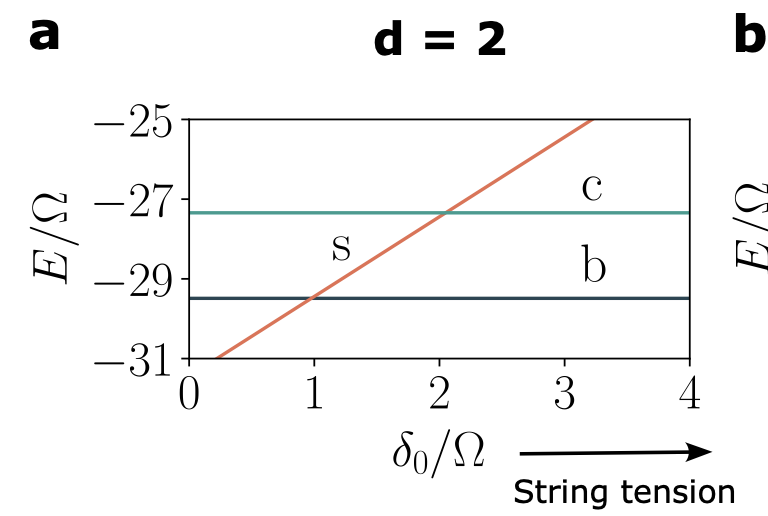 a
d = 2
b
−25
−27
−29
−31
E/Ω
c
s
b
0 1 2 3 4
δ₀/Ω
String tension
E/Ω